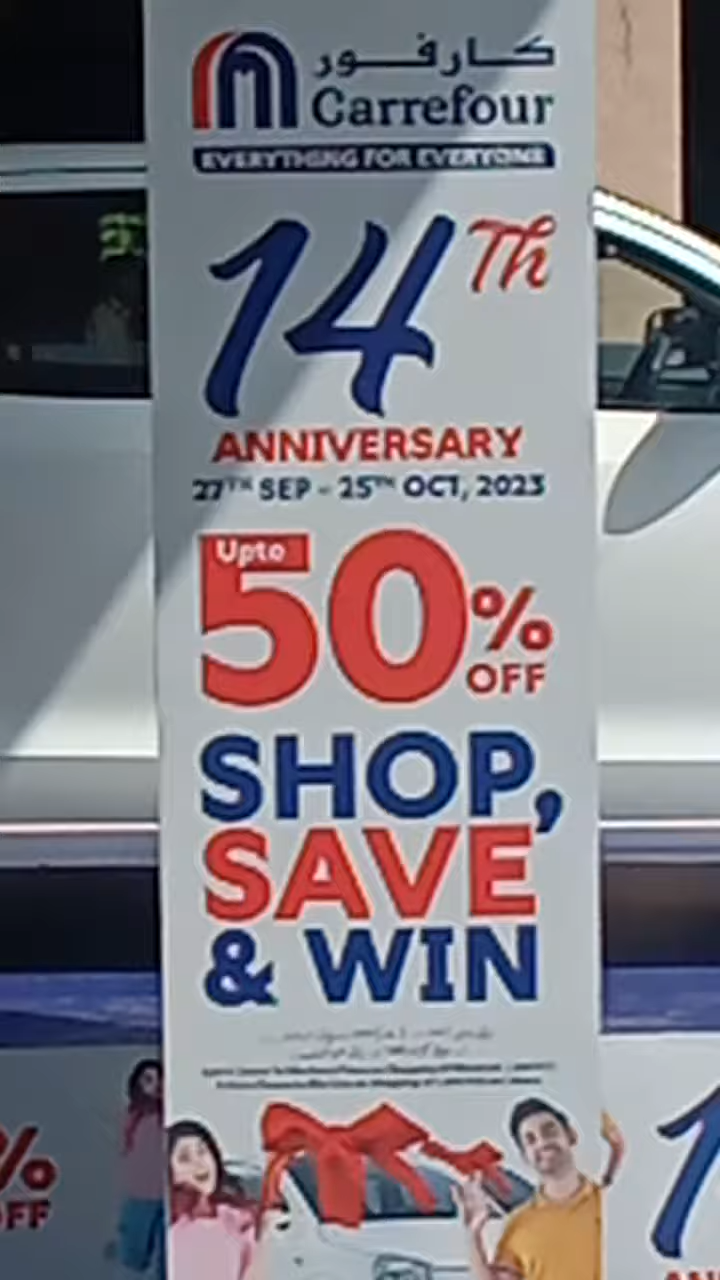 كارفور
Carrefour
EVERYTHING FOR EVERYONE
14Th
ANNIVERSARY
27TH SEP - 25TH OCT, 2023
Upto
50%
OFF
SHOP,
SAVE
& WIN
%
OFF